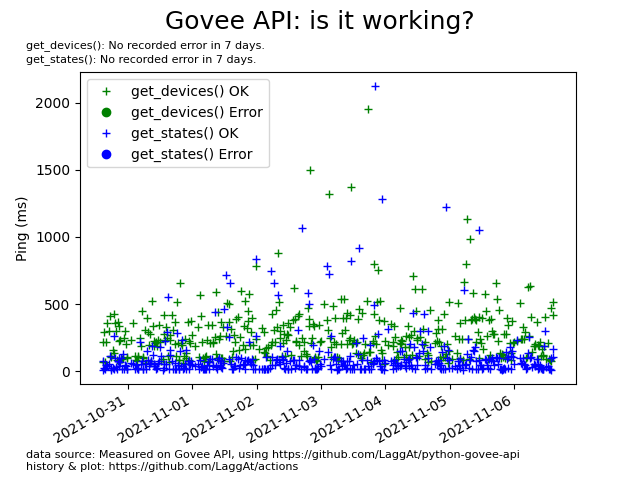 Govee API: is it working?
get_devices(): No recorded error in 7 days.
get_states(): No recorded error in 7 days.
get_devices() OK
get_devices() Error
get_states() OK
get_states() Error
Ping (ms)
2000
1500
1000
500
0
2021-10-31
2021-11-01
2021-11-02
2021-11-03
2021-11-04
2021-11-05
2021-11-06
data source: Measured on Govee API, using https://github.com/LaggAt/python-govee-api
history & plot: https://github.com/LaggAt/actions